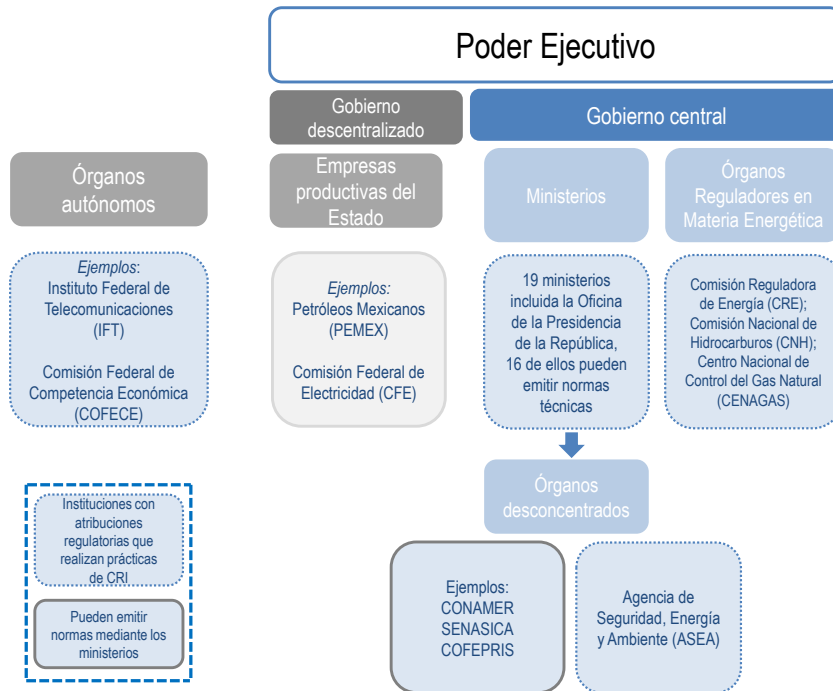 Poder Ejecutivo
Gobierno
descentralizado
Gobierno central
Órganos
autónomos
Empresas
productivas del
Estado
Ministerios
Órganos
Reguladores en
Materia Energética
Ejemplos:
Instituto Federal de
Telecomunicaciones
(IFT)
Comisión Federal de
Competencia Económica
(COFECE)
Ejemplos:
Petróleos Mexicanos
(PEMEX)
Comisión Federal de
Electricidad (CFE)
19 ministerios
incluida la Oficina
de la Presidencia
de la República,
16 de ellos pueden
emitir normas
técnicas
Comisión Reguladora
de Energía (CRE);
Comisión Nacional de
Hidrocarburos (CNH);
Centro Nacional de
Control del Gas Natural
(CENAGAS)
Órganos
desconcentrados
Instituciones con
atribuciones
regulatorias que
realizan prácticas
de CRI
Pueden emitir
normas mediante los
ministerios
Ejemplos:
CONAMER
SENASICA
COFEPRIS
Agencia de
Seguridad, Energía
y Ambiente (ASEA)